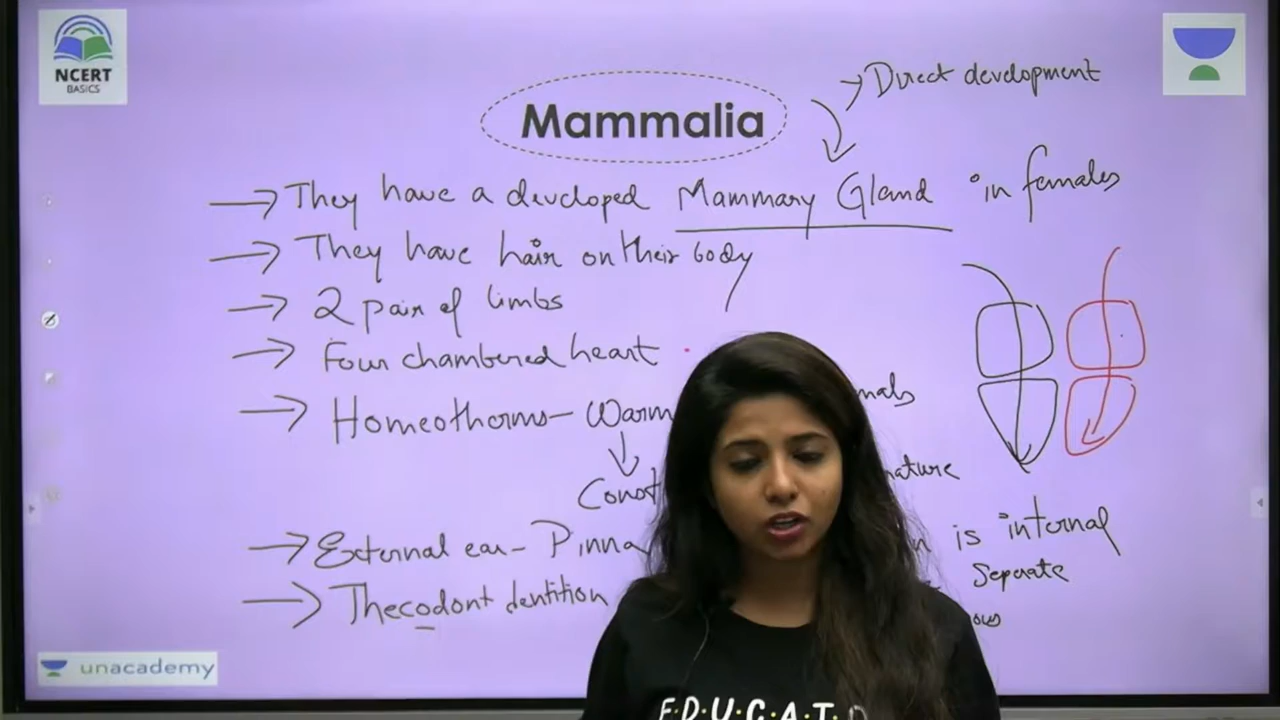 NCERT
BASICS
Direct development
Mammalia
They have a developed Mammary Gland in females
They have hair on their body
2 pair of limbs
Four chambered heart
Homeotherms - Warm
Const
External ear - Pinna
is internal
Thecodont dentition
Separate
unacademy
EDUCAT